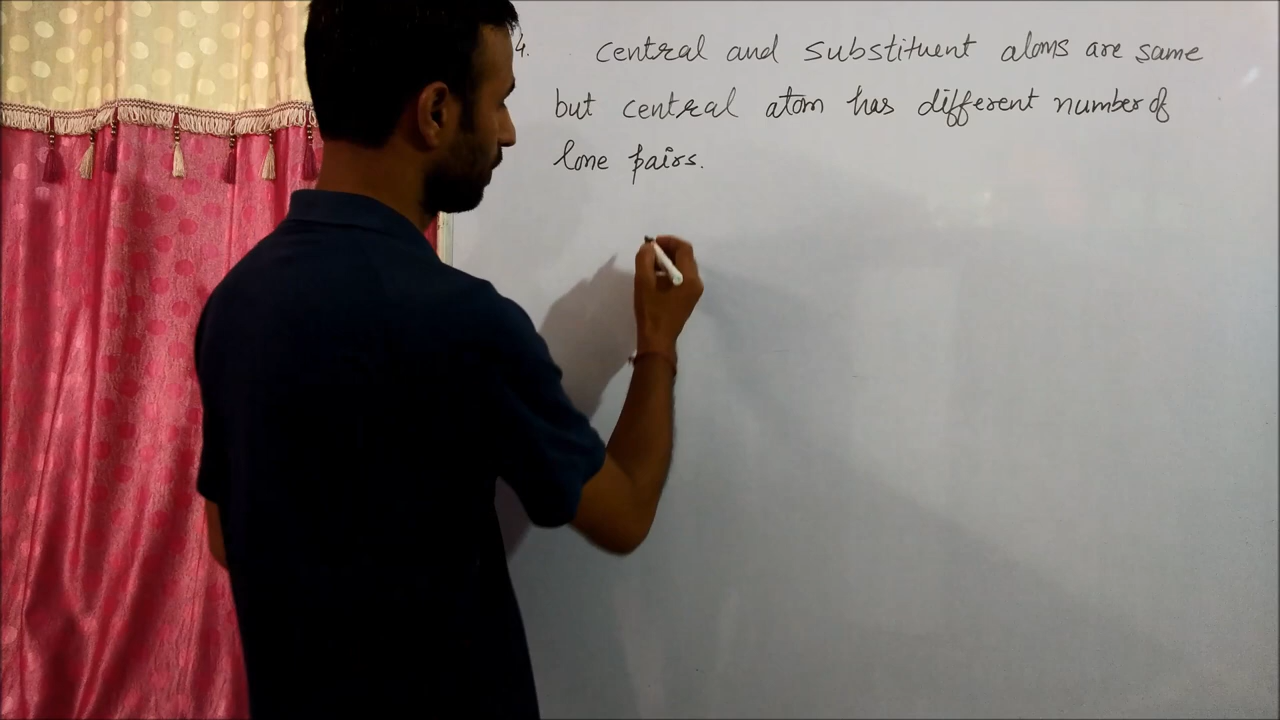 4. central and substituent atoms are same
but central atom has different number of
lone pairs.